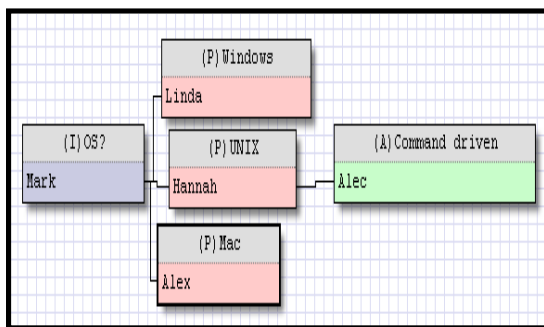 (P)Windows
Linda
(I)OS?
Mark
(P)UNIX
Hannah
(A)Command driven
Alec
(P)Mac
Alex